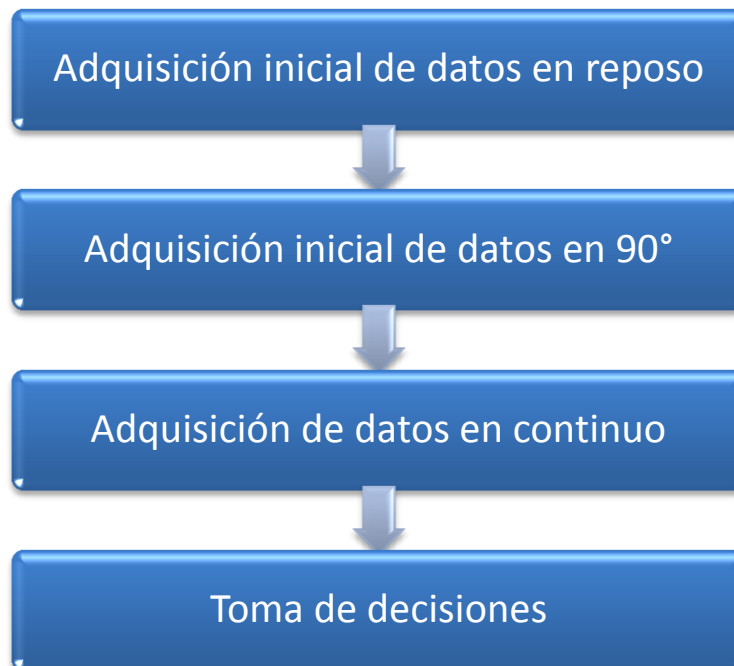 Adquisición inicial de datos en reposo
Adquisición inicial de datos en 90°
Adquisición de datos en continuo
Toma de decisiones